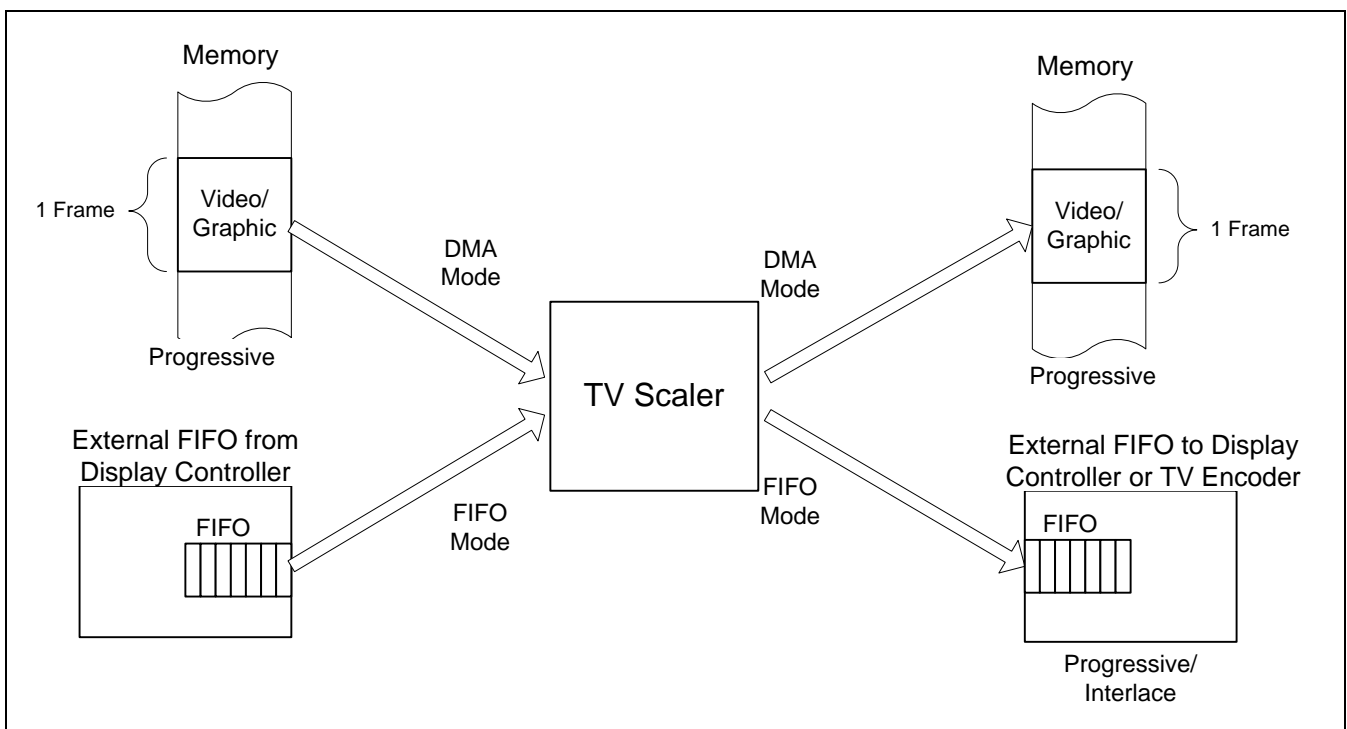 Memory
Video/
Graphic
1 Frame
Progressive
DMA
Mode
External FIFO from
Display Controller
FIFO
FIFO
Mode
TV Scaler
DMA
Mode
Memory
Video/
Graphic
1 Frame
Progressive
FIFO
Mode
External FIFO to Display
Controller or TV Encoder
FIFO
Progressive/
Interlace